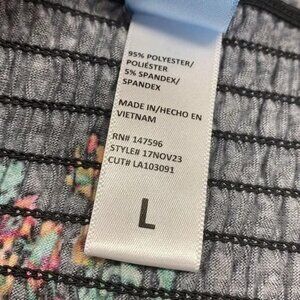 95% POLYESTER/
POLIÉSTER
5% SPANDEX/
SPANDEX
MADE IN/HECHO EN
VIETNAM
RN# 147596
STYLE# 17NOV23
CUT# LA103091
L